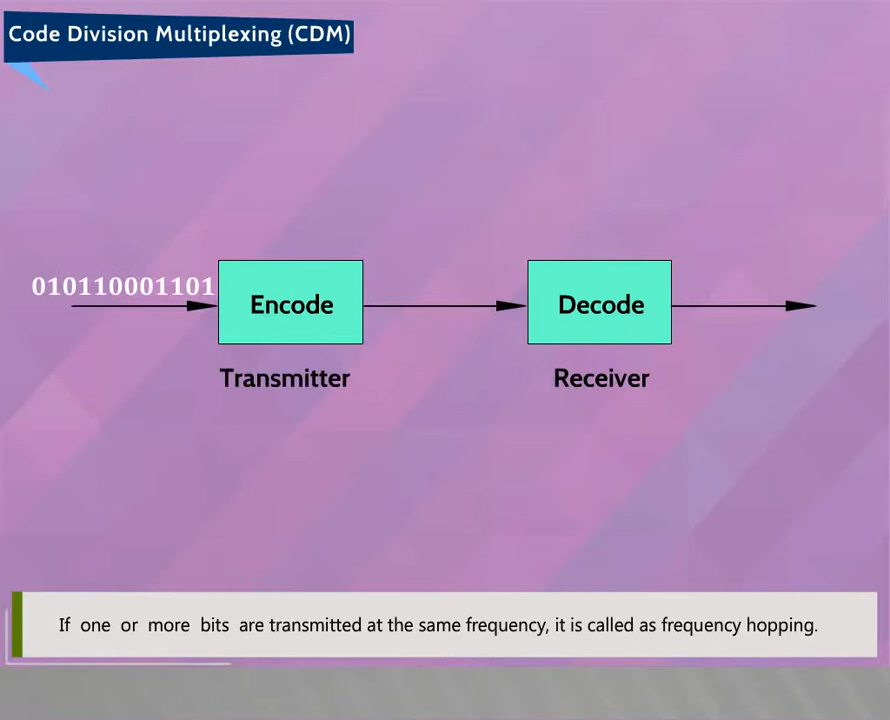 Code Division Multiplexing (CDM)
010110001101
Encode
Decode
Transmitter
Receiver
If one or more bits are transmitted at the same frequency, it is called as frequency hopping.